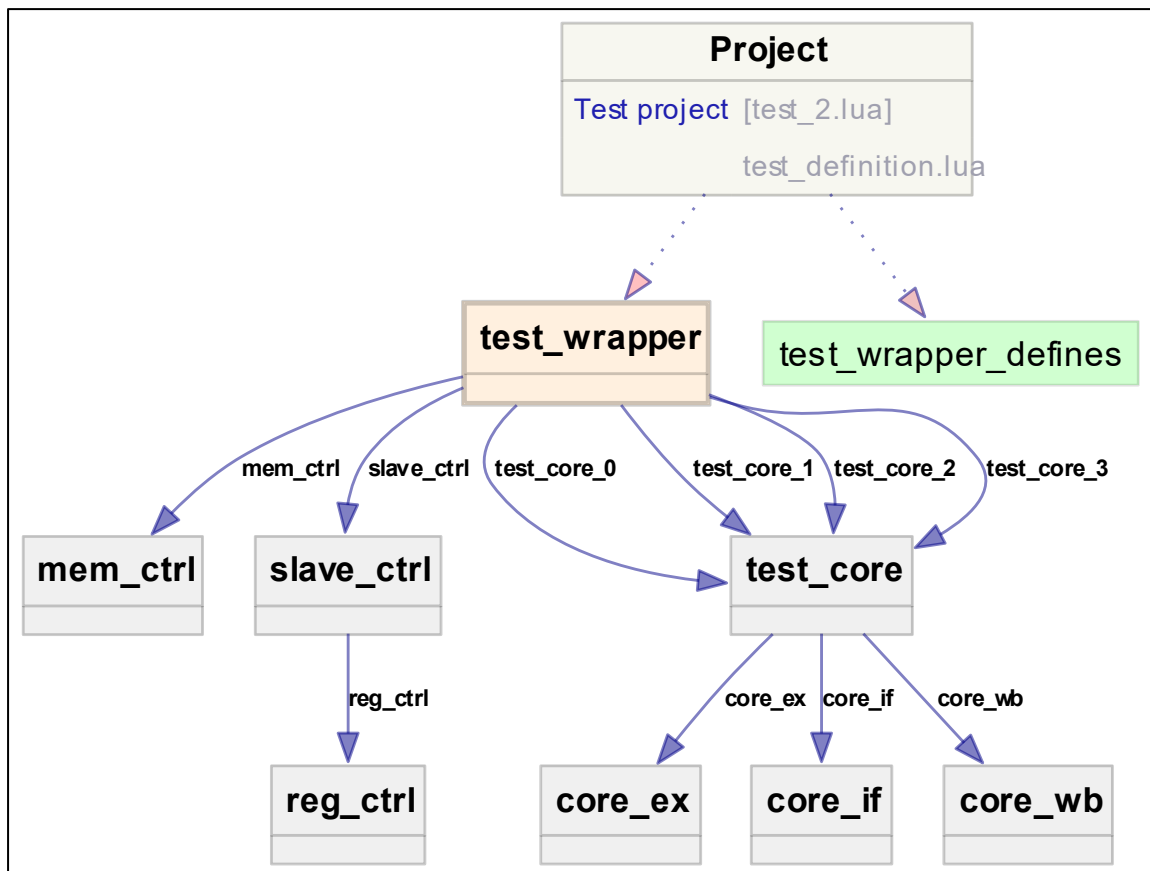 Project
Test project [test_2.lua]
test_definition.lua
test_wrapper
test_wrapper_defines
mem_ctrl slave_ctrl test_core_0 test_core_1 test_core_2 test_core_3
mem_ctrl slave_ctrl test_core
reg_ctrl core_ex core_if core_wb
reg_ctrl core_ex core_if core_wb